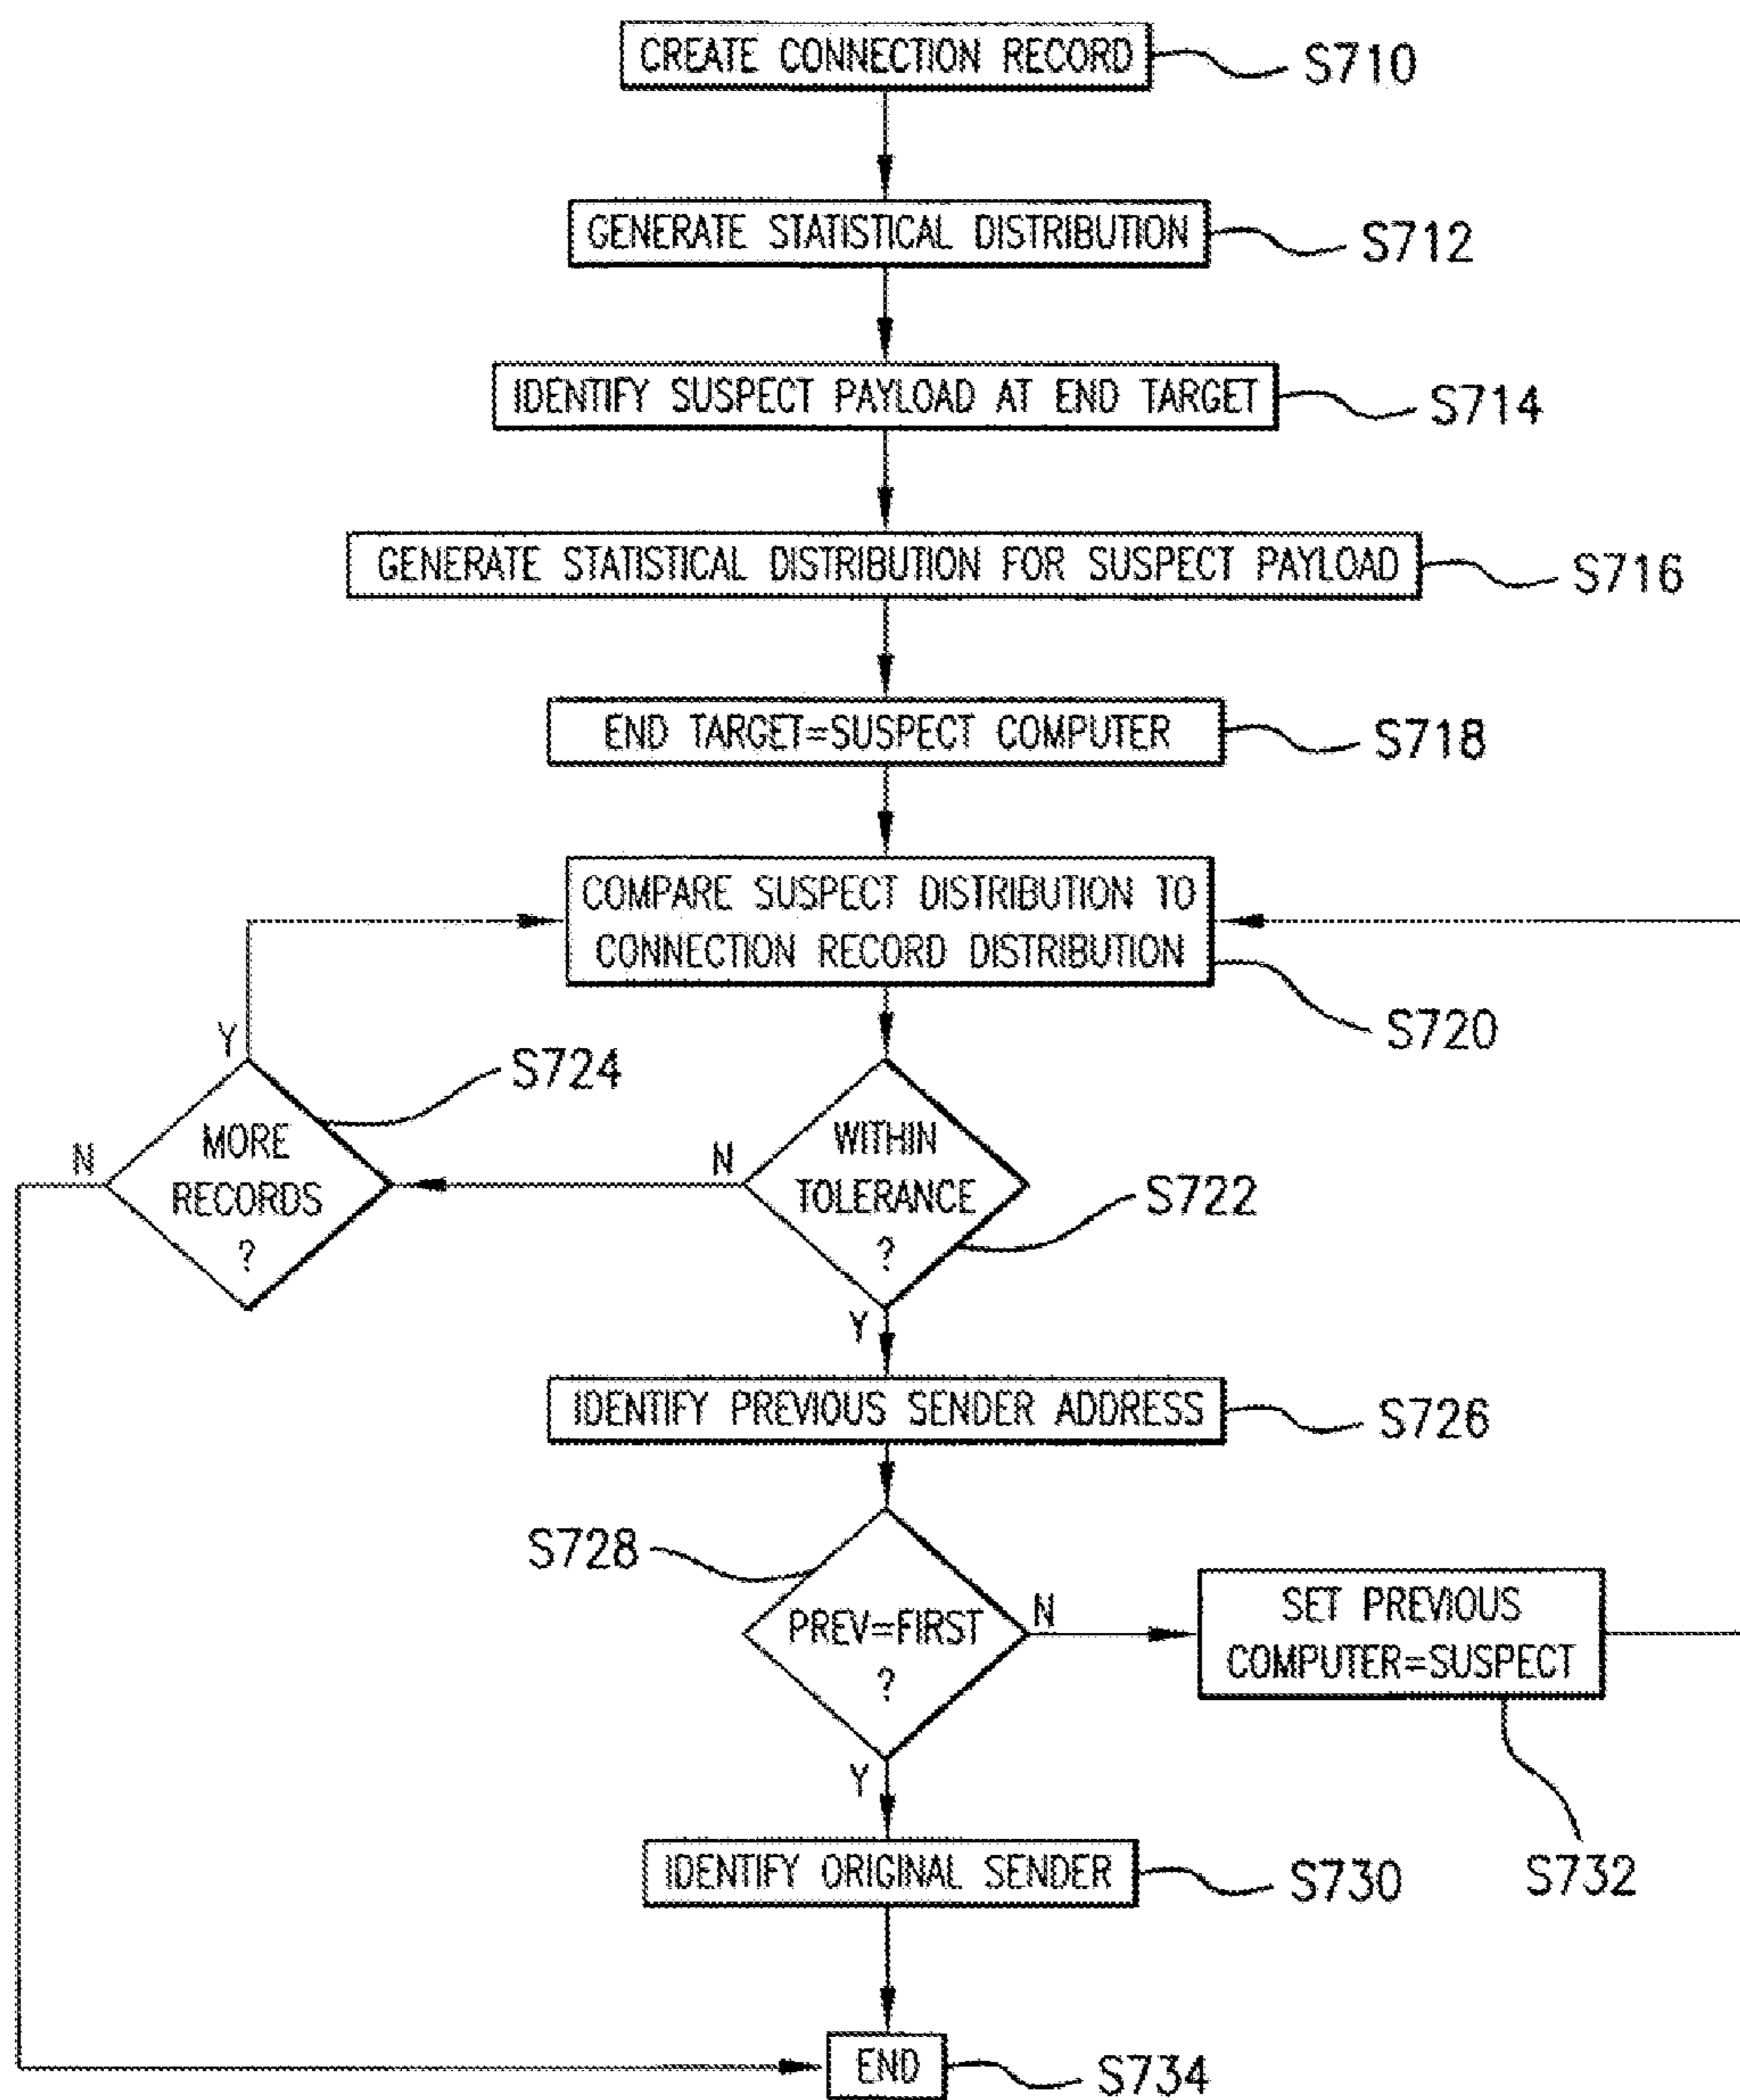 CREATE CONNECTION RECORD
S710
GENERATE STATISTICAL DISTRIBUTION
S712
IDENTIFY SUSPECT PAYLOAD AT END TARGET
S714
GENERATE STATISTICAL DISTRIBUTION FOR SUSPECT PAYLOAD
S716
END TARGET=SUSPECT COMPUTER
S718
COMPARE SUSPECT DISTRIBUTION TO
CONNECTION RECORD DISTRIBUTION
S720
Y
S724
MORE
RECORDS
?
N
N
WITHIN
TOLERANCE
?
S722
Y
IDENTIFY PREVIOUS SENDER ADDRESS
S726
S728
PREV=FIRST
?
N
SET PREVIOUS
COMPUTER=SUSPECT
S732
Y
IDENTIFY ORIGINAL SENDER
S730
END
S734